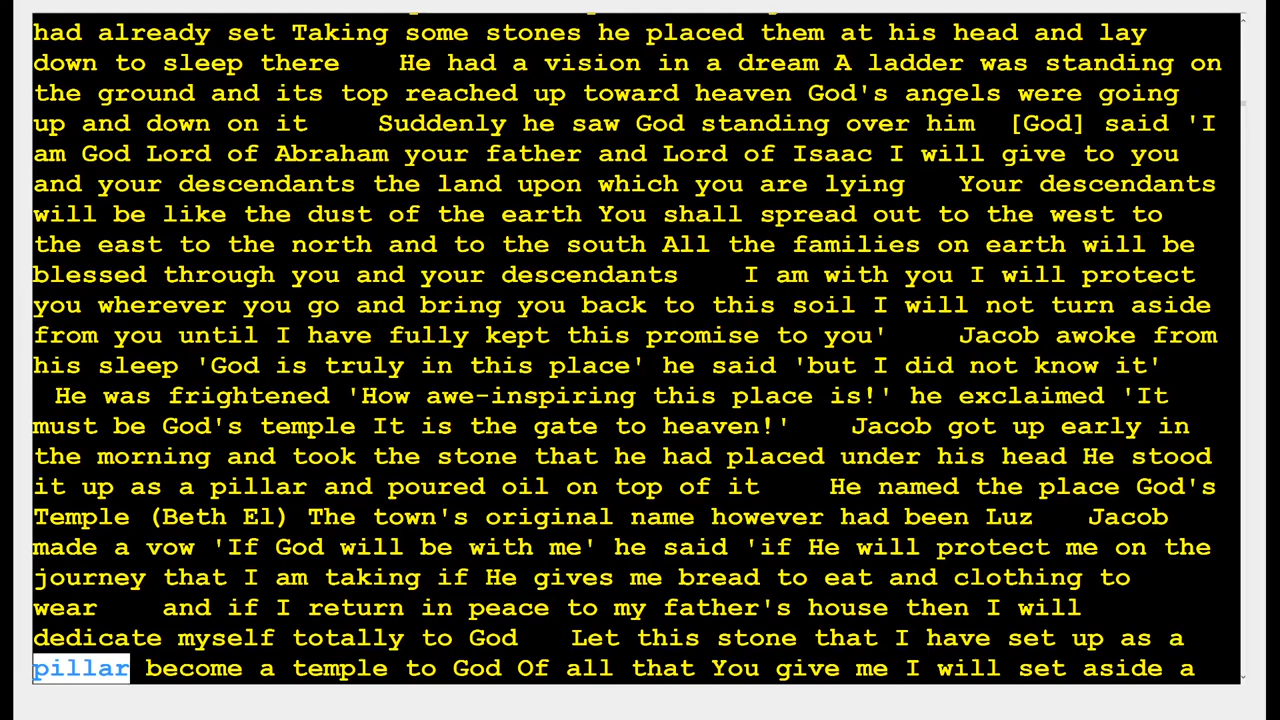 had already set Taking some stones he placed them at his head and lay
down to sleep there    He had a vision in a dream A ladder was standing on
the ground and its top reached up toward heaven God's angels were going
up and down on it    Suddenly he saw God standing over him   [God] said 'I
am God Lord of Abraham your father and Lord of Isaac I will give to you
and your descendants the land upon which you are lying    Your descendants
will be like the dust of the earth You shall spread out to the west to
the east to the north and to the south All the families on earth will be
blessed through you and your descendants    I am with you I will protect
you wherever you go and bring you back to this soil I will not turn aside
from you until I have fully kept this promise to you'    Jacob awoke from
his sleep 'God is truly in this place' he said 'but I did not know it'
He was frightened 'How awe-inspiring this place is!' he exclaimed 'It
must be God's temple It is the gate to heaven!'    Jacob got up early in
the morning and took the stone that he had placed under his head He stood
it up as a pillar and poured oil on top of it    He named the place God's
Temple (Beth El) The town's original name however had been Luz    Jacob
made a vow 'If God will be with me' he said 'if He will protect me on the
journey that I am taking if He gives me bread to eat and clothing to
wear    and if I return in peace to my father's house then I will
dedicate myself totally to God    Let this stone that I have set up as a
pillar become a temple to God Of all that You give me I will set aside a